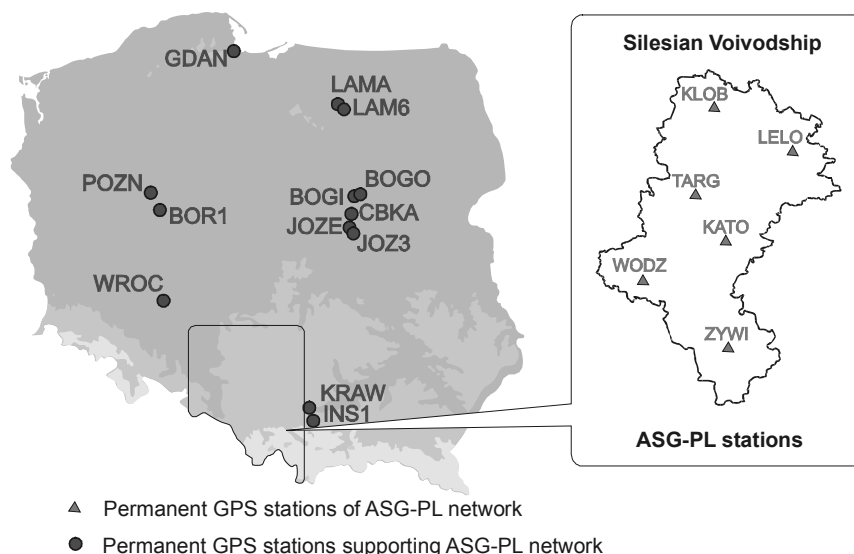 GDAN
LAMA
LAM6
POZN
BOR1
BOGO
BOGI
CBKA
JOZE
JOZ3
WROC
KRAW
INS1
Silesian Voivodship
KLOB
LELO
TARG
KATO
WODZ
ZYWI
ASG-PL stations
Permanent GPS stations of ASG-PL network
Permanent GPS stations supporting ASG-PL network